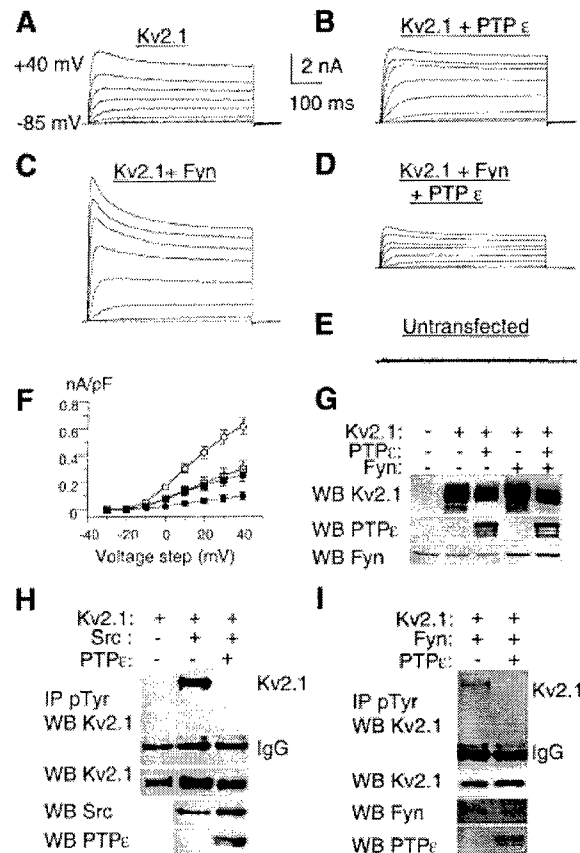 A
Kv2.1
+40 mV
-85 mV
2 nA
100 ms
B
Kv2.1 + PTP ε
C
Kv2.1+ Fyn
D
Kv2.1 + Fyn
+ PTP ε
E
Untransfected
F
nA/pF
0.8
0.6
0.4
0.2
0
-40 -20 0 20 40
Voltage step (mV)
G
Kv2.1: - + + + +
PTPε: - - + - +
Fyn: - - - + +
WB Kv2.1
WB PTPε
WB Fyn
H
Kv2.1: + + +
Src : - + +
PTPε: - - +
IP pTyr
WB Kv2.1
Kv2.1
IgG
WB Kv2.1
WB Src
WB PTPε
I
Kv2.1: + +
Fyn: + +
PTPε: - +
IP pTyr
WB Kv2.1
Kv2.1
IgG
WB Kv2.1
WB Fyn
WB PTPε